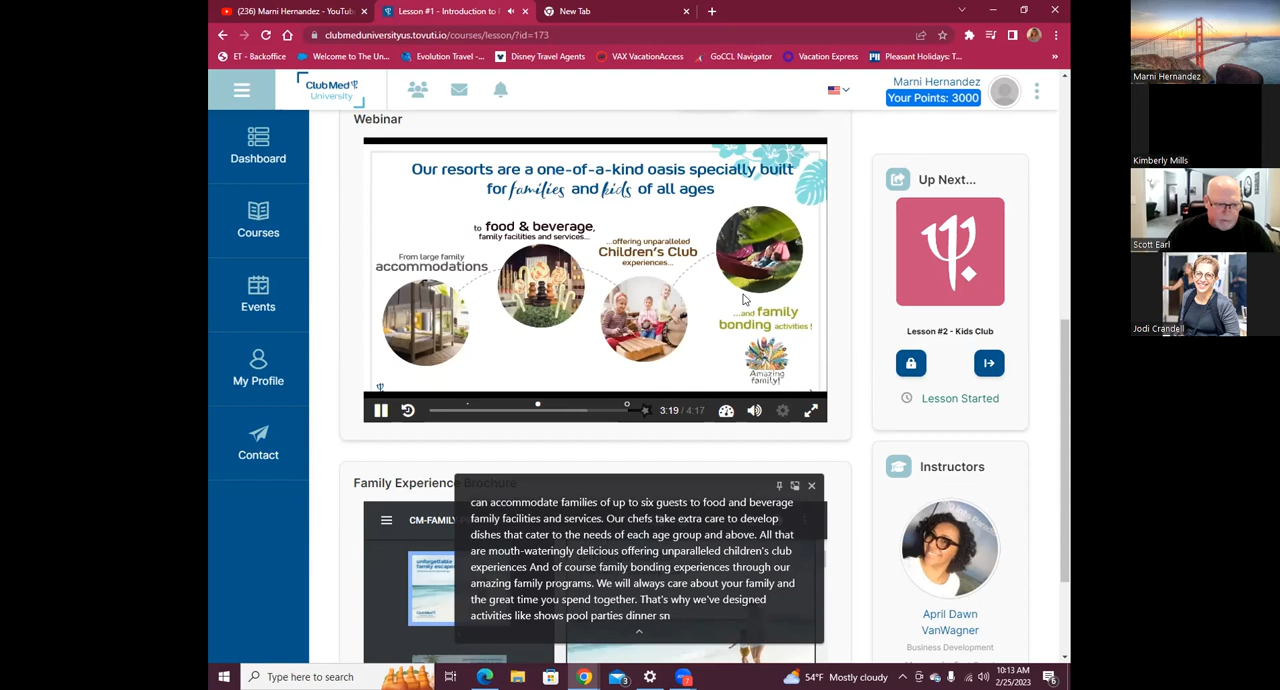 (236) Marni Hernandez - YouTub
Lesson #1 - Introduction to F
New Tab
clubmeduniversityus.tovuti.io/courses/lesson/?id=173
ET - Backoffice
Welcome to The Un...
Evolution Travel -...
Disney Travel Agents
VAX VacationAccess
GoCCL Navigator
Vacation Express
Pleasant Holidays: T...
»
Club Med
University
Marni Hernandez
Your Points: 3000
Dashboard
Courses
Events
My Profile
Contact
Webinar
Our resorts are a one-of-a-kind oasis specially built
for families and kids of all ages
From large family
accommodations
to food & beverage,
family facilities and services...
...offering unparalleled
Children's Club
experiences...
...and family
bonding activities !
Amazing
family!
3:19 / 4:17
Family Experience Brochure
CM-FAMILY
can accommodate families of up to six guests to food and beverage
family facilities and services. Our chefs take extra care to develop
dishes that cater to the needs of each age group and above. All that
are mouth-wateringly delicious offering unparalleled children's club
experiences And of course family bonding experiences through our
amazing family programs. We will always care about your family and
the great time you spend together. That's why we've designed
activities like shows pool parties dinner sn
Up Next...
Lesson #2 - Kids Club
Lesson Started
Instructors
April Dawn
VanWagner
Business Development
Type here to search
54°F Mostly cloudy
10:13 AM
2/25/2023
Marni Hernandez
Kimberly Mills
Scott Earl
Jodi Crandell